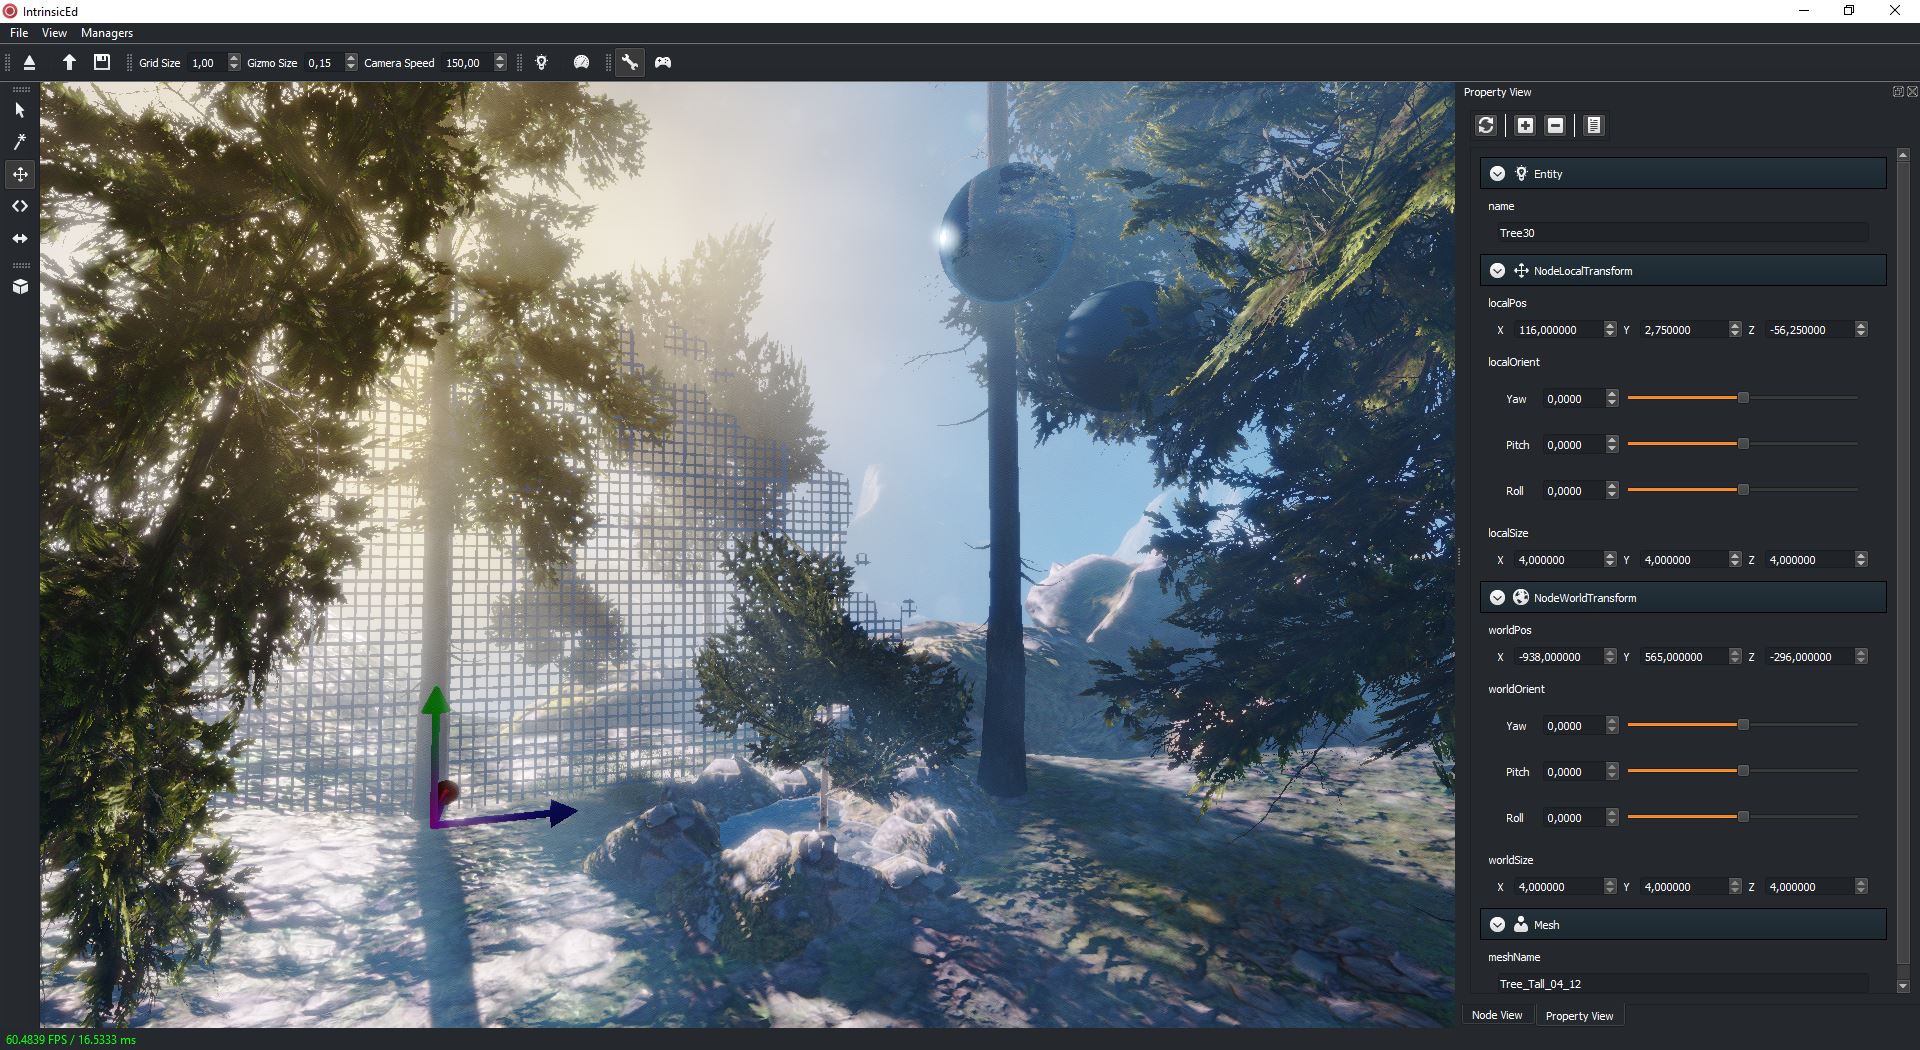 IntrinsicEd
File View Managers
Grid Size 1,00 Gizmo Size 0,15 Camera Speed 150,00
Property View
Entity
name
Tree30
NodeLocalTransform
localPos
X 116,000000 Y 2,750000 Z -56,250000
localOrient
Yaw 0,0000
Pitch 0,0000
Roll 0,0000
localSize
X 4,000000 Y 4,000000 Z 4,000000
NodeWorldTransform
worldPos
X -938,000000 Y 565,000000 Z -296,000000
worldOrient
Yaw 0,0000
Pitch 0,0000
Roll 0,0000
worldSize
X 4,000000 Y 4,000000 Z 4,000000
Mesh
meshName
Tree_Tall_04_12
Node View Property View
60.4839 FPS / 16.5333 ms